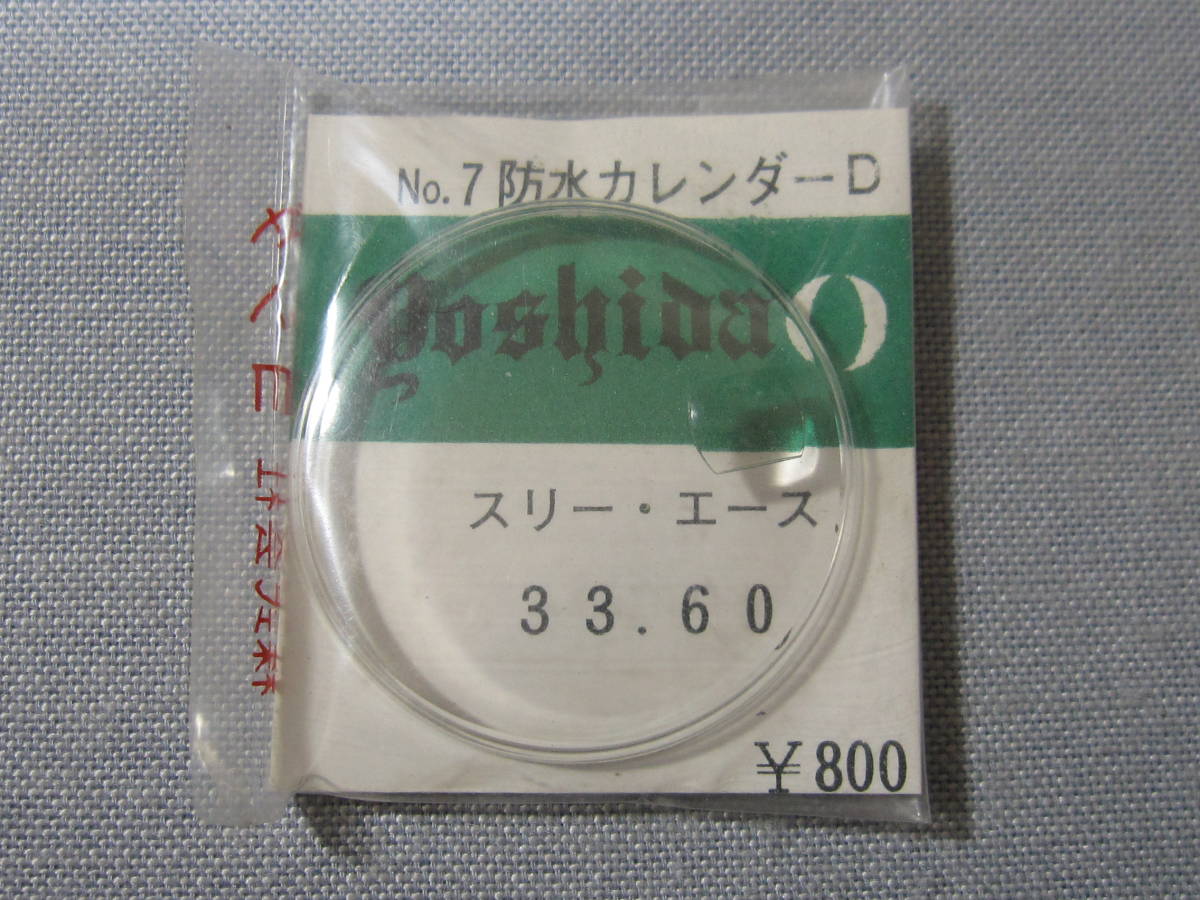 No.7防水カレンダーD
Yoshida
スリー・エース
33.60
¥800